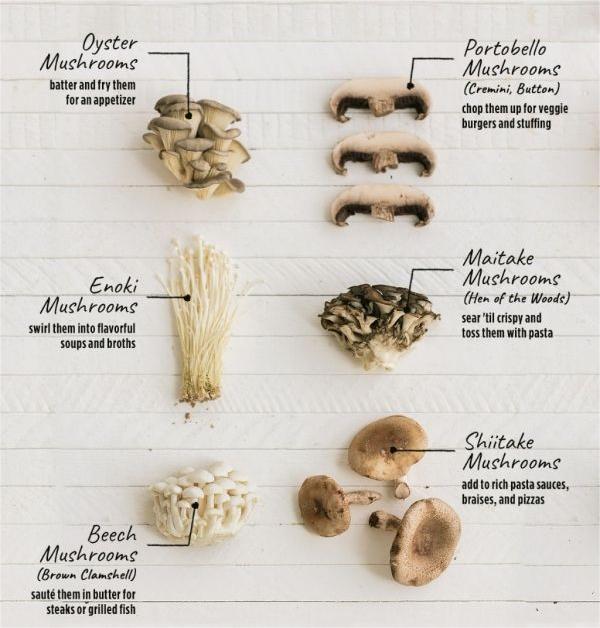 Oyster
Mushrooms
batter and fry them
for an appetizer
Portobello
Mushrooms
(Cremini, Button)
chop them up for veggie
burgers and stuffing
Enoki
Mushrooms
swirl them into flavorful
soups and broths
Maitake
Mushrooms
(Hen of the Woods)
sear 'til crispy and
toss them with pasta
Beech
Mushrooms
(Brown Clamshell)
sauté them in butter for
steaks or grilled fish
Shiitake
Mushrooms
add to rich pasta sauces,
braises, and pizzas